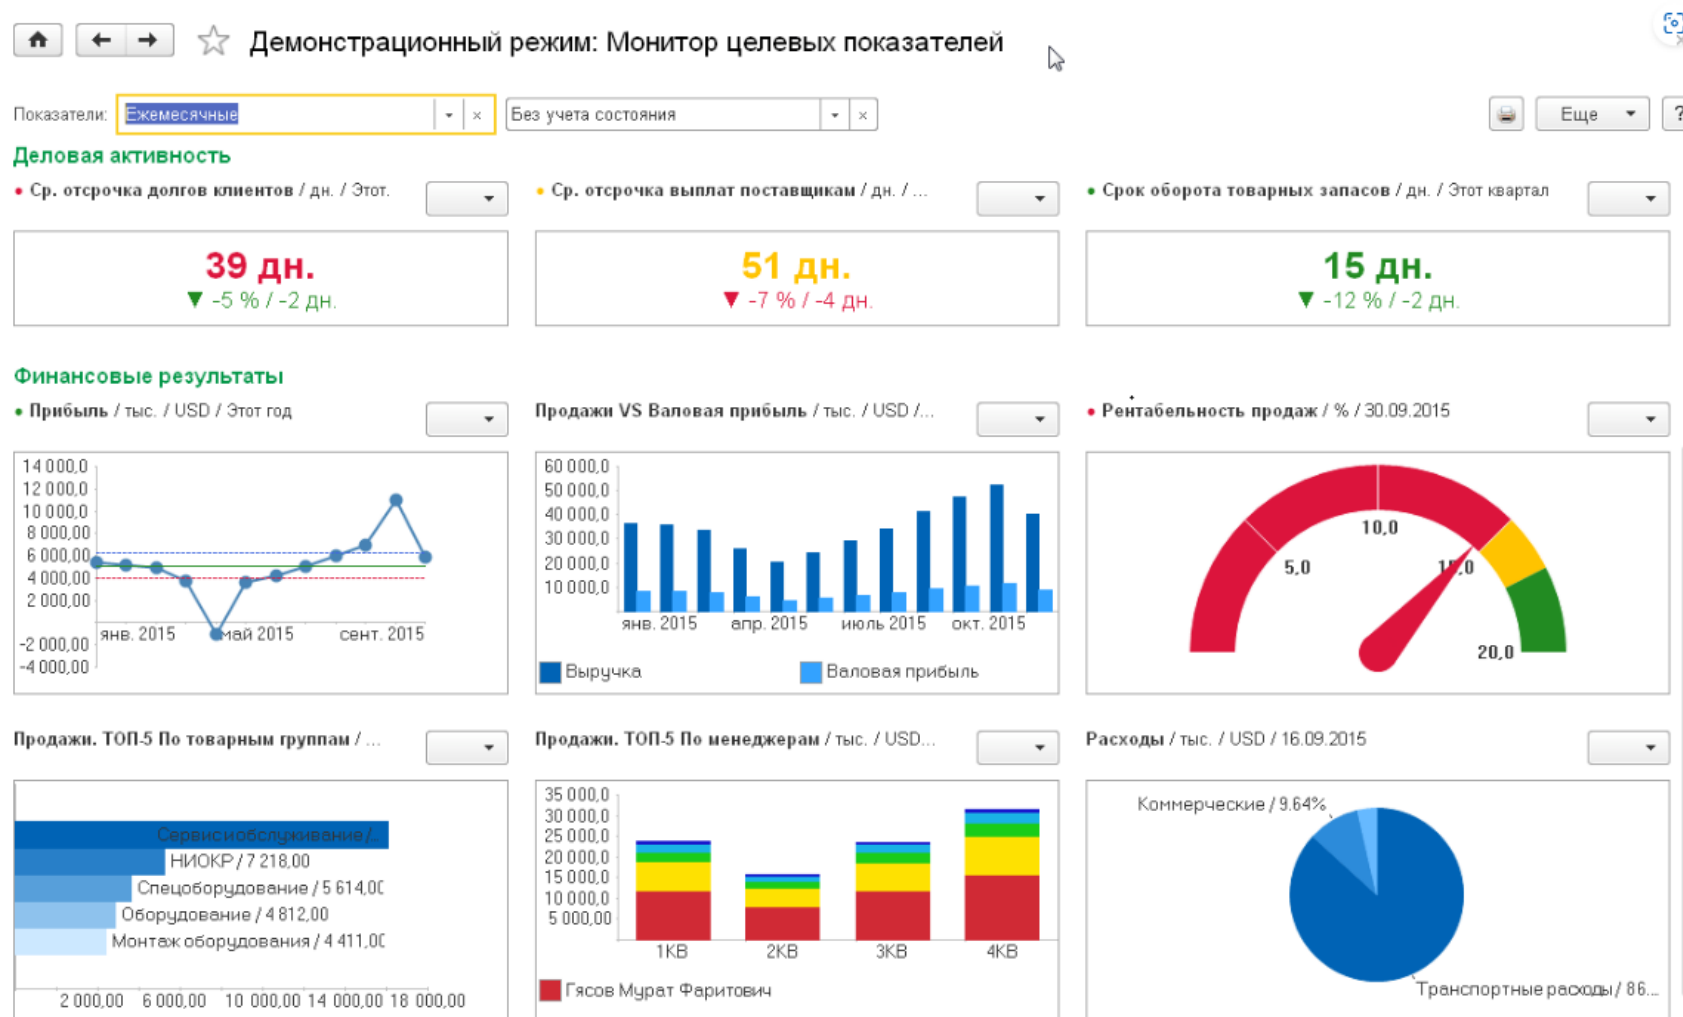 Демонстрационный режим: Монитор целевых показателей
Показатели: Ежемесячные Без учета состояния Еще ?
Деловая активность
Ср. отсрочка долгов клиентов / дн. / Этот.
39 дн.
▼ -5 % / -2 дн.
Ср. отсрочка выплат поставщикам / дн. / ...
51 дн.
▼ -7 % / -4 дн.
Срок оборота товарных запасов / дн. / Этот квартал
15 дн.
▼ -12 % / -2 дн.
Финансовые результаты
Прибыль / тыс. / USD / Этот год
14 000,0
12 000,0
10 000,0
8 000,00
6 000,00
4 000,00
2 000,00
-2 000,00
-4 000,00
янв. 2015 май 2015 сент. 2015
Продажи VS Валовая прибыль / тыс. / USD /...
60 000,0
50 000,0
40 000,0
30 000,0
20 000,0
10 000,0
янв. 2015 апр. 2015 июль 2015 окт. 2015
Выручка Валовая прибыль
Рентабельность продаж / % / 30.09.2015
5,0
10,0
15,0
20,0
Продажи. ТОП-5 По товарным группам / ...
Сервис и обслуживание /...
НИОКР / 7 218,00
Спецоборудование / 5 614,00
Оборудование / 4 812,00
Монтаж оборудования / 4 411,00
2 000,00 6 000,00 10 000,00 14 000,00 18 000,00
Продажи. ТОП-5 По менеджерам / тыс. / USD...
35 000,0
30 000,0
25 000,0
20 000,0
15 000,0
10 000,0
5 000,00
1КВ 2КВ 3КВ 4КВ
Гясов Мурат Фаритович
Расходы / тыс. / USD / 16.09.2015
Коммерческие / 9.64%
Транспортные расходы / 86...